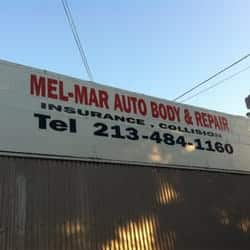 MEL-MAR AUTO BODY & REPAIR
INSURANCE · COLLISION
Tel 213-484-1160